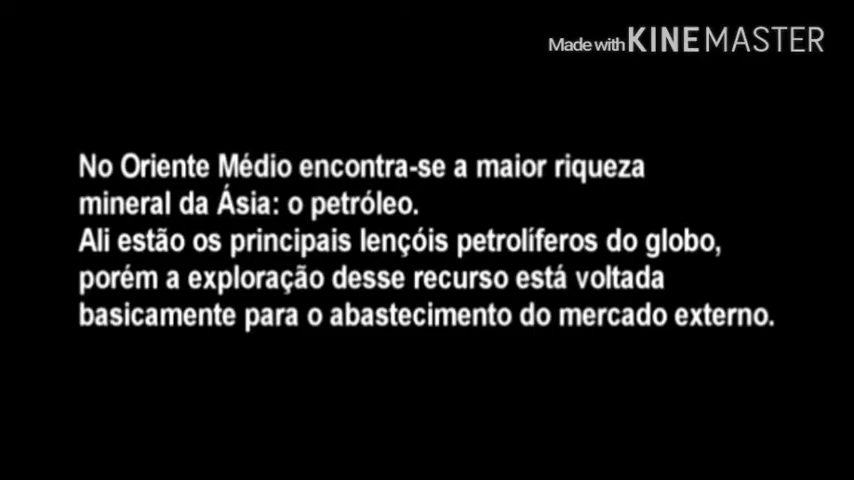 Made with KINEMASTER
No Oriente Médio encontra-se a maior riqueza
mineral da Ásia: o petróleo.
Ali estão os principais lençóis petrolíferos do globo,
porém a exploração desse recurso está voltada
basicamente para o abastecimento do mercado externo.